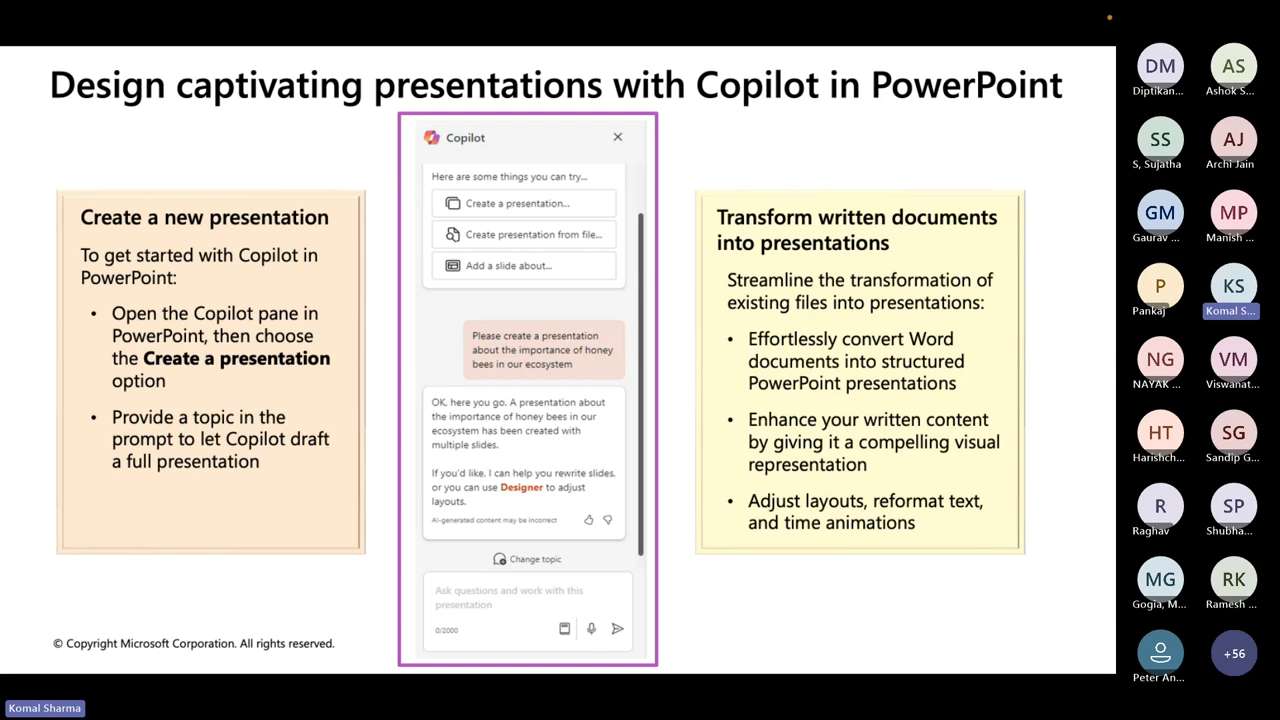 Design captivating presentations with Copilot in PowerPoint
Create a new presentation
To get started with Copilot in
PowerPoint:
• Open the Copilot pane in
PowerPoint, then choose
the Create a presentation
option
• Provide a topic in the
prompt to let Copilot draft
a full presentation
Copilot
Here are some things you can try...
Create a presentation...
Create presentation from file...
Add a slide about...
Please create a presentation
about the importance of honey
bees in our ecosystem
OK, here you go. A presentation about
the importance of honey bees in our
ecosystem has been created with
multiple slides.
If you'd like, I can help you rewrite slides,
or you can use Designer to adjust
layouts.
AI-generated content may be incorrect
Change topic
Ask questions and work with this
presentation
0/2000
Transform written documents
into presentations
Streamline the transformation of
existing files into presentations:
• Effortlessly convert Word
documents into structured
PowerPoint presentations
• Enhance your written content
by giving it a compelling visual
representation
• Adjust layouts, reformat text,
and time animations
© Copyright Microsoft Corporation. All rights reserved.
Komal Sharma
DM
Diptikan...
AS
Ashok S...
SS
S, Sujatha
AJ
Archi Jain
GM
Gaurav ...
MP
Manish ...
P
Pankaj
KS
Komal S...
NG
NAYAK ...
VM
Viswanat...
HT
Harishch...
SG
Sandip G...
R
Raghav
SP
Shubha...
MG
Gogia, M...
RK
Ramesh ...
Peter An...
+56